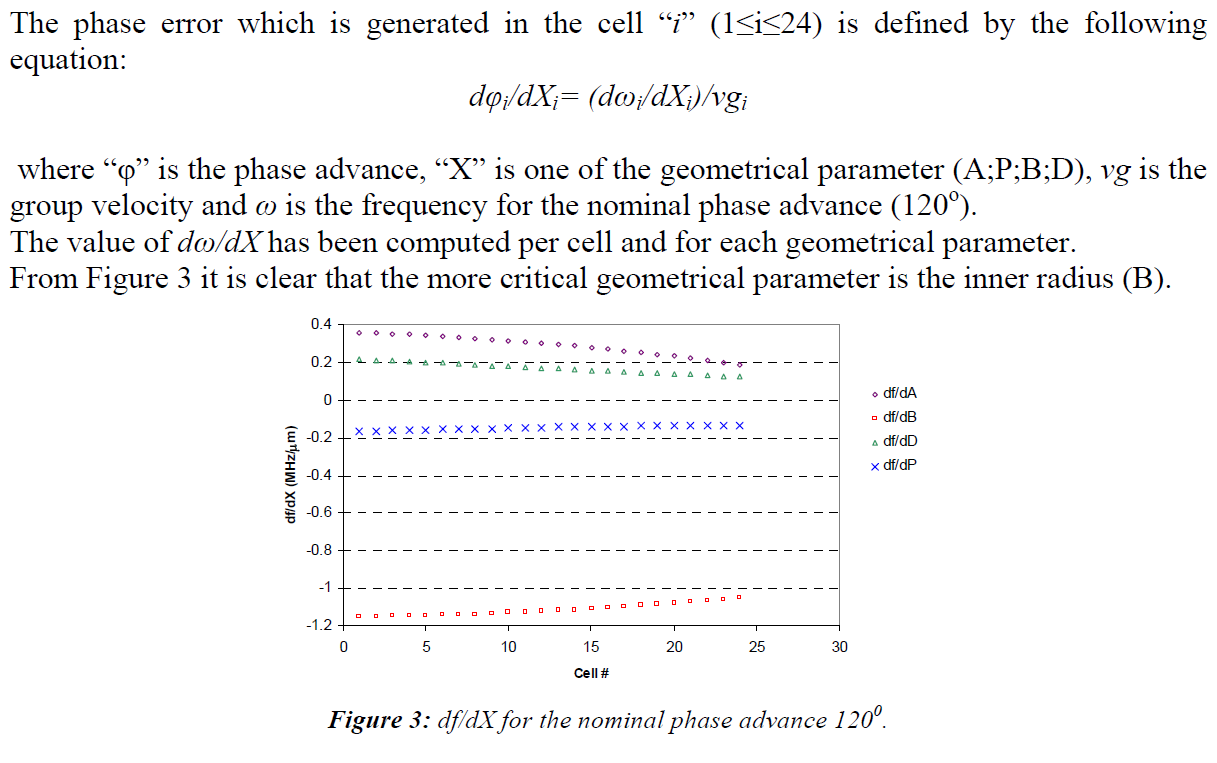 The phase error which is generated in the cell “i” (1≤i≤24) is defined by the following
equation:
dφi/dXi= (dωi/dXi)/vgi
where “φ” is the phase advance, “X” is one of the geometrical parameter (A;P;B;D), vg is the
group velocity and ω is the frequency for the nominal phase advance (120⁰).
The value of dω/dX has been computed per cell and for each geometrical parameter.
From Figure 3 it is clear that the more critical geometrical parameter is the inner radius (B).
0.4
0.2
0
-0.2
-0.4
-0.6
-0.8
-1
-1.2
df/dX (MHz/μm)
0 5 10 15 20 25 30
Cell #
df/dA
df/dB
df/dD
df/dP
Figure 3: df/dX for the nominal phase advance 120⁰.